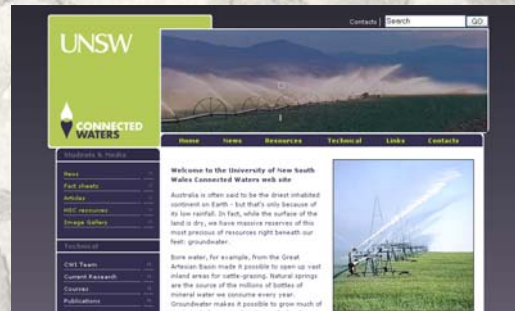 Contacts | Search GO
UNSW
CONNECTED
WATERS
Home News Resources Technical Links Contacts
Students & Media
News
Fact sheets
Articles
HSC resources
Image Gallery
Technical
CWI Team
Current Research
Courses
Publications
Welcome to the University of New South
Wales Connected Waters web site
Australia is often said to be the driest inhabited
continent on Earth - but that's only because of
its low rainfall. In fact, while the surface of the
land is dry, we have massive reserves of this
most precious of resources right beneath our
feet: groundwater.
Bore water, for example, from the Great
Artesian Basin made it possible to open up vast
inland areas for cattle-grazing. Natural springs
are the source of the millions of bottles of
mineral water we consume every year.
Groundwater makes it possible to grow much of